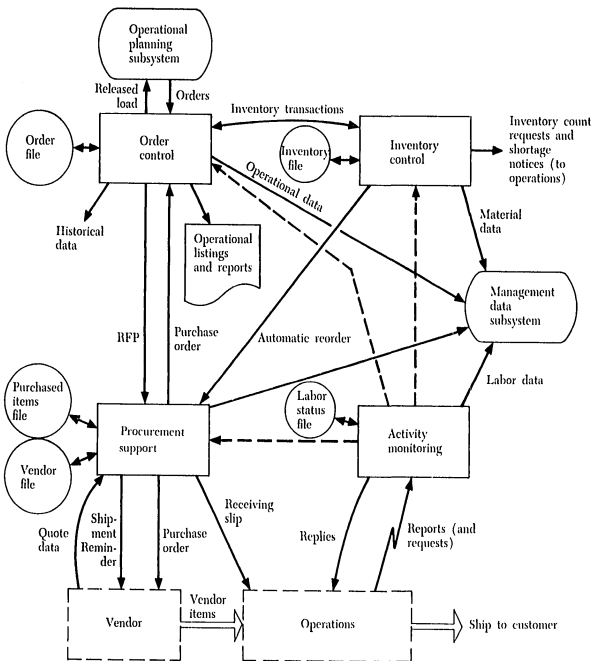 Operational
planning
subsystem
Released
load
Orders
Inventory transactions
Order
file
Order
control
Inventory
file
Inventory
control
Inventory count
requests and
shortage
notices (to
operations)
Operational data
Historical
data
Operational
listings
and reports
Material
data
Management
data
subsystem
RFP
Purchase
order
Automatic reorder
Labor data
Purchased
items
file
Labor
status
file
Procurement
support
Activity
monitoring
Vendor
file
Quote
data
Ship-
ment
Remin-
der
Purchase
order
Receiving
slip
Replies
Reports (and
requests)
Vendor
items
Vendor
Operations
Ship to customer